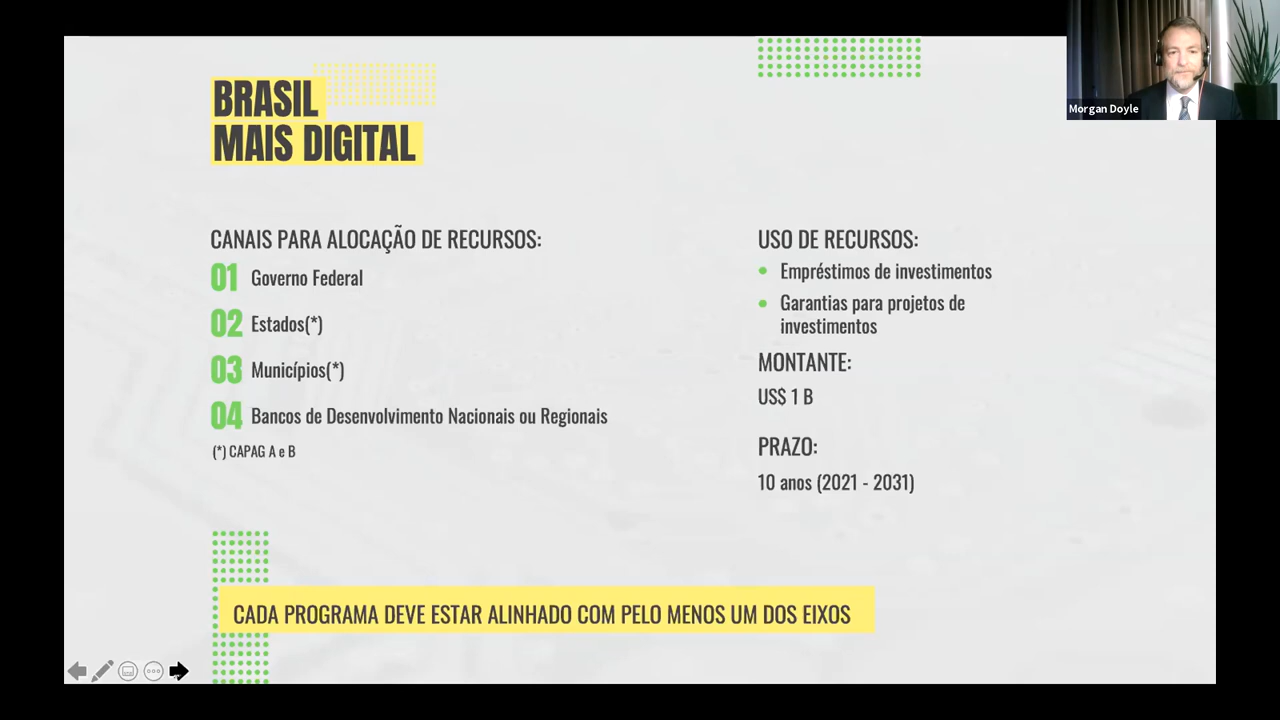 Morgan Doyle
BRASIL
MAIS DIGITAL
CANAIS PARA ALOCAÇÃO DE RECURSOS:
01 Governo Federal
02 Estados(*)
03 Municípios(*)
04 Bancos de Desenvolvimento Nacionais ou Regionais
(*) CAPAG A e B
USO DE RECURSOS:
Empréstimos de investimentos
Garantias para projetos de
investimentos
MONTANTE:
US$ 1 B
PRAZO:
10 anos (2021 - 2031)
CADA PROGRAMA DEVE ESTAR ALINHADO COM PELO MENOS UM DOS EIXOS